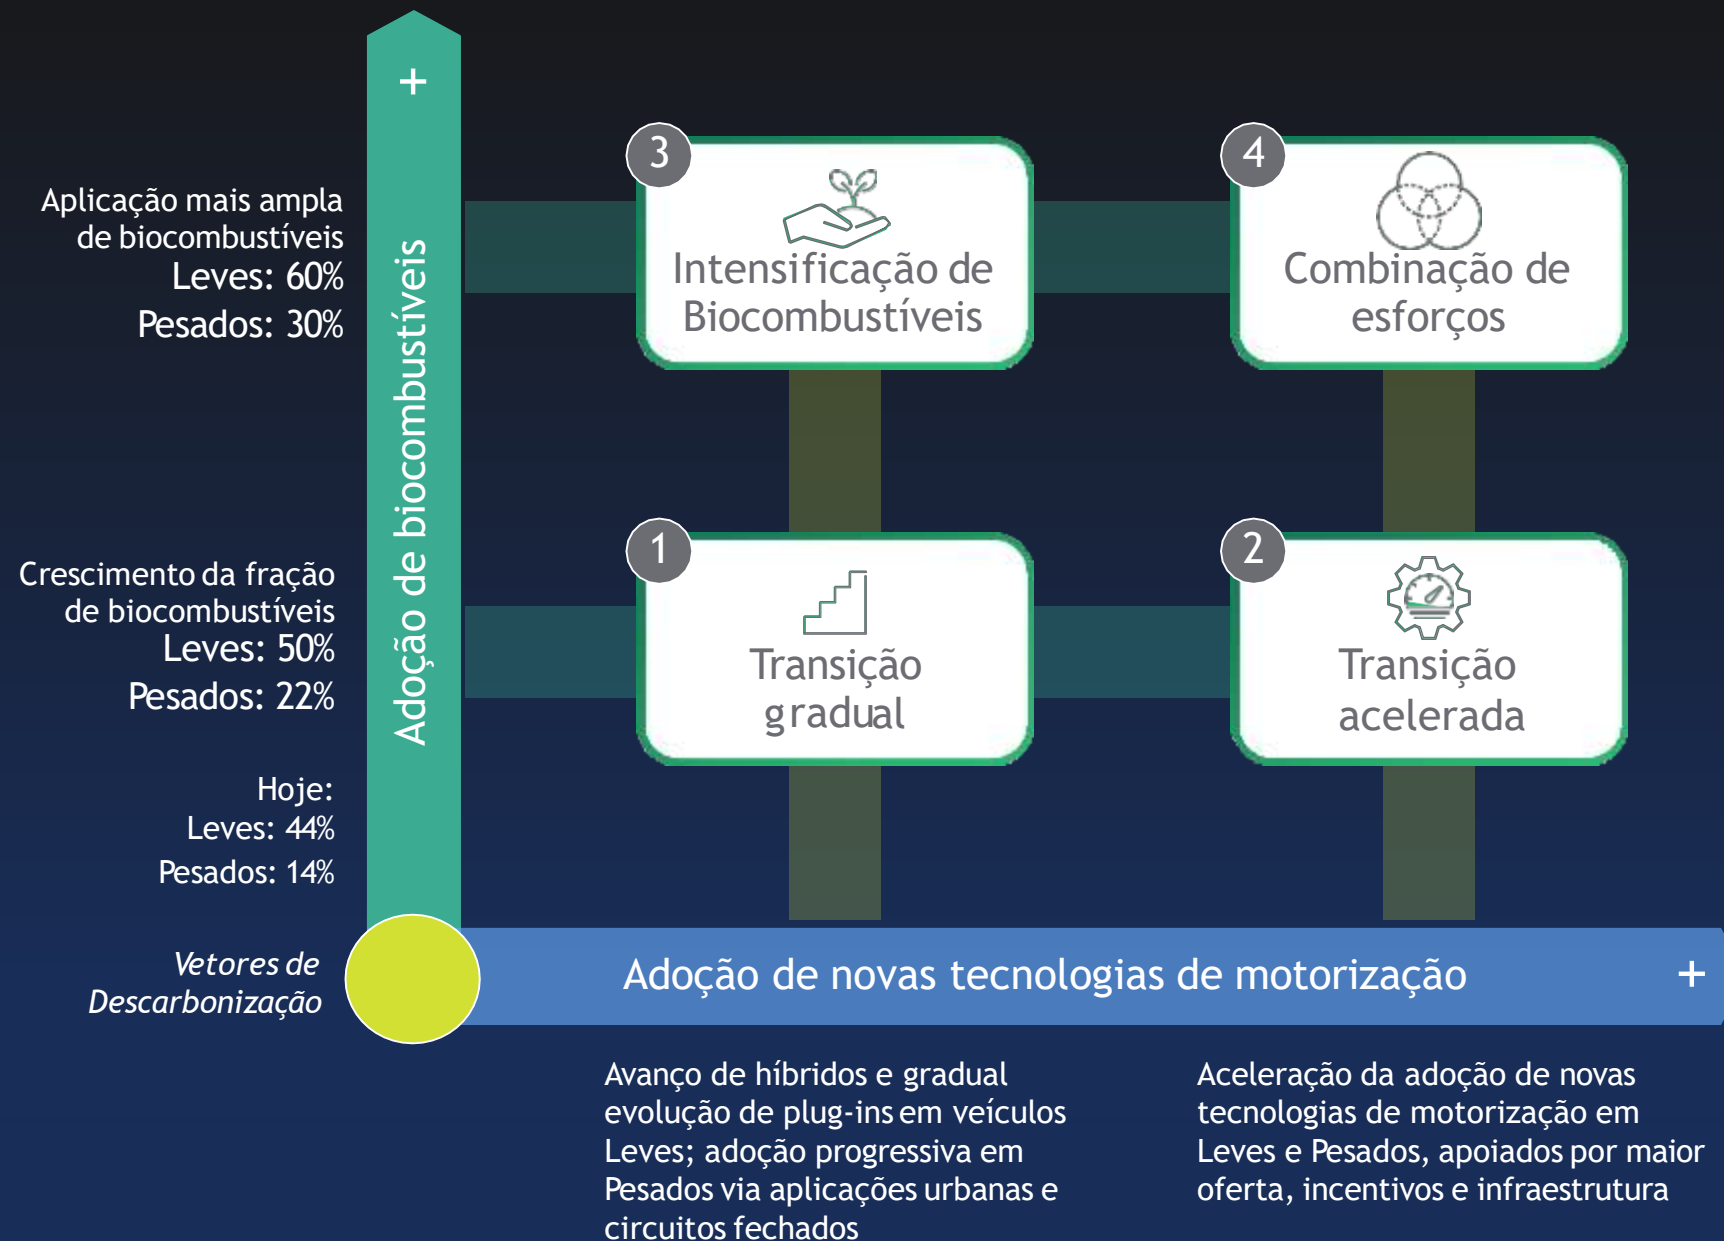 +
Adoção de biocombustíveis
Aplicação mais ampla
de biocombustíveis
Leves: 60%
Pesados: 30%
3
Intensificação de
Biocombustíveis
4
Combinação de
esforços
Crescimento da fração
de biocombustíveis
Leves: 50%
Pesados: 22%
1
Transição
gradual
2
Transição
acelerada
Hoje:
Leves: 44%
Pesados: 14%
Vetores de
Descarbonização
Adoção de novas tecnologias de motorização
+
Avanço de híbridos e gradual
evolução de plug-ins em veículos
Leves; adoção progressiva em
Pesados via aplicações urbanas e
circuitos fechados
Aceleração da adoção de novas
tecnologias de motorização em
Leves e Pesados, apoiados por maior
oferta, incentivos e infraestrutura